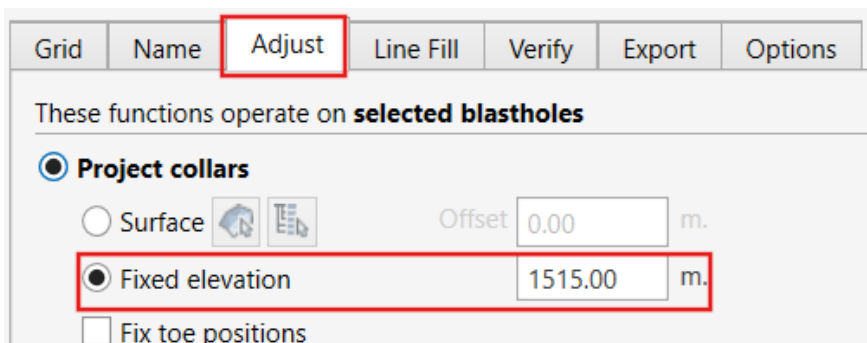 Grid Name Adjust Line Fill Verify Export Options
These functions operate on selected blastholes
Project collars
Surface Offset 0.00 m.
Fixed elevation 1515.00 m.
Fix toe positions